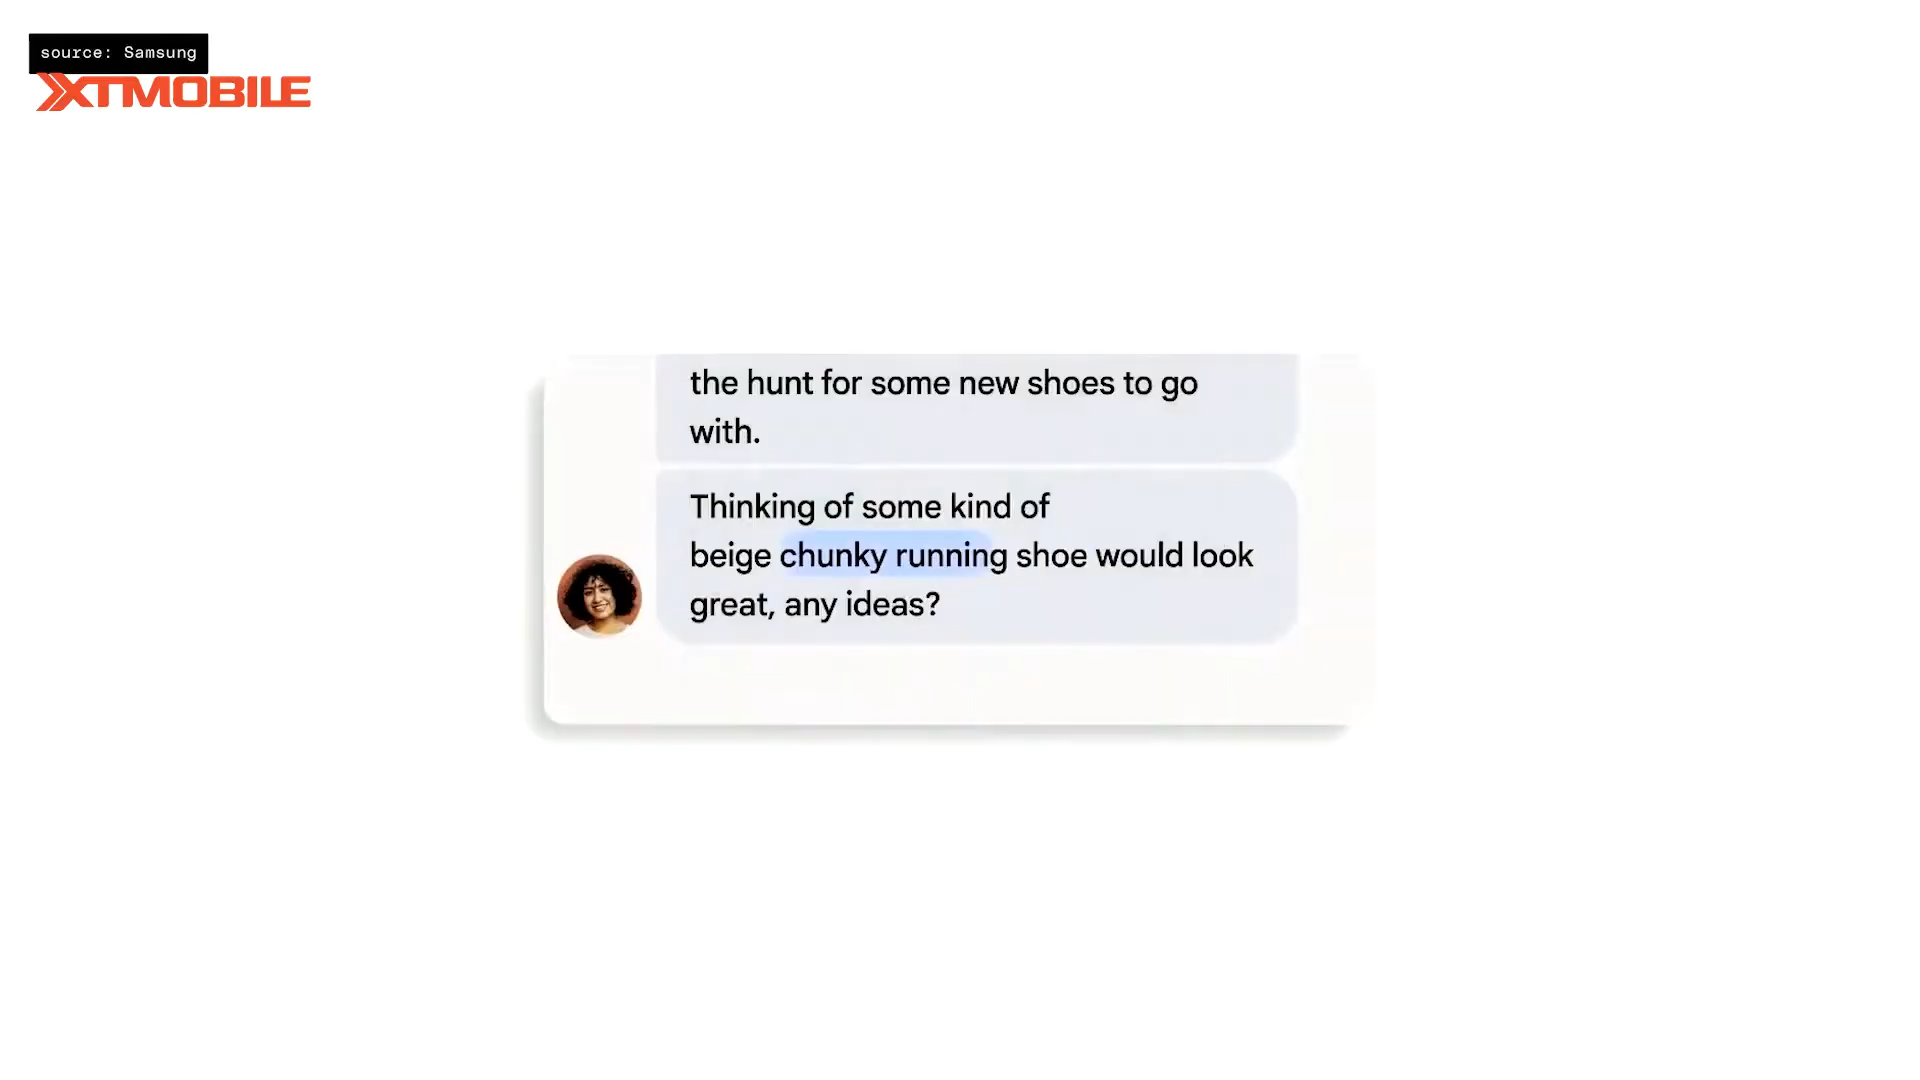 source: Samsung
XTMOBILE
the hunt for some new shoes to go
with.
Thinking of some kind of
beige chunky running shoe would look
great, any ideas?